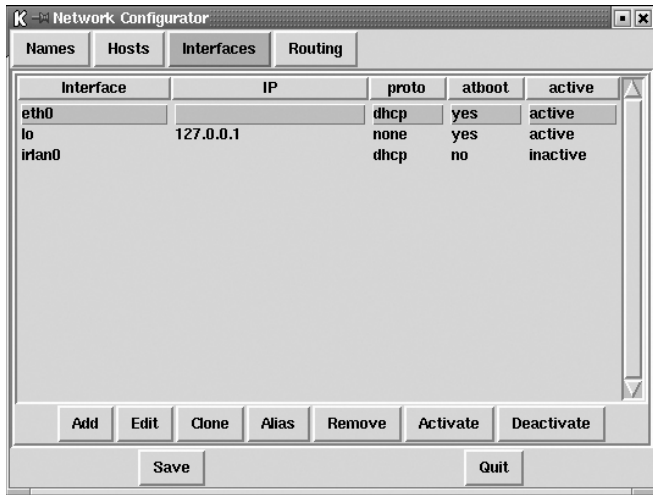 K Network Configurator
Names Hosts Interfaces Routing
Interface IP proto atboot active
eth0 dhcp yes active
lo 127.0.0.1 none yes active
irlan0 dhcp no inactive
Add Edit Clone Alias Remove Activate Deactivate
Save Quit